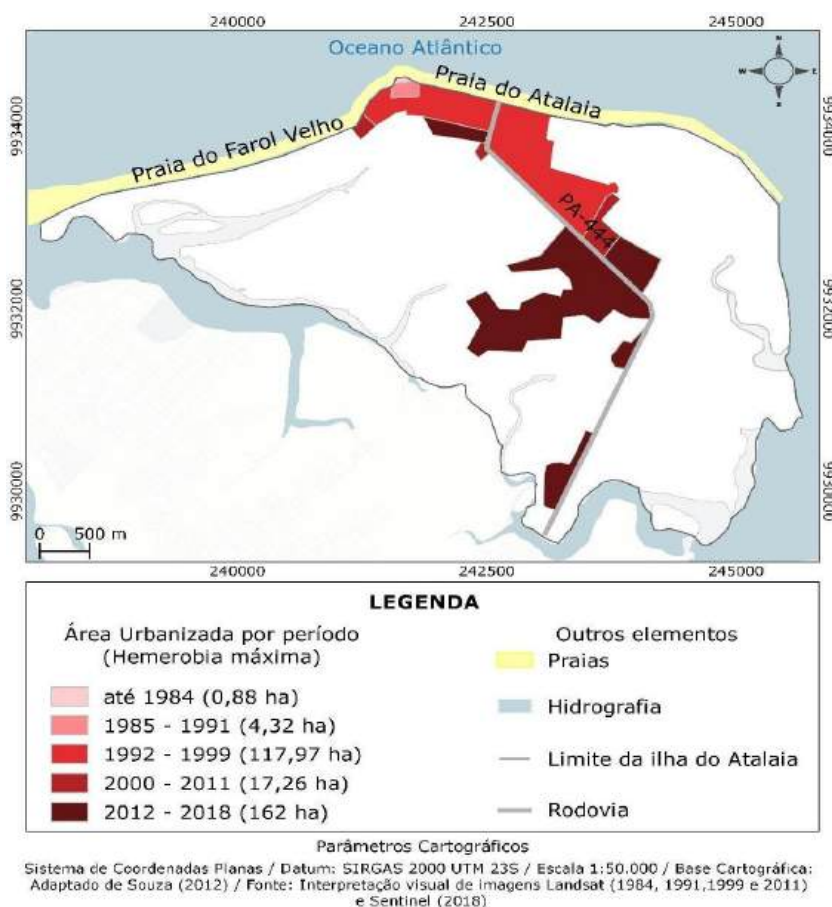 240000 242500 245000
Oceano Atlântico
N
W E
S
Praia do Atalaia
9934000 9934000
Praia do Farol Velho
PA-444
9932000 9932000
9930000 9930000
0 500 m
240000 242500 245000
LEGENDA
Área Urbanizada por período
(Hemerobia máxima)
até 1984 (0,88 ha)
1985 - 1991 (4,32 ha)
1992 - 1999 (117,97 ha)
2000 - 2011 (17,26 ha)
2012 - 2018 (162 ha)
Outros elementos
Praias
Hidrografia
Limite da ilha do Atalaia
Rodovia
Parâmetros Cartográficos
Sistema de Coordenadas Planas / Datum: SIRGAS 2000 UTM 23S / Escala 1:50.000 / Base Cartográfica:
Adaptado de Souza (2012) / Fonte: Interpretação visual de imagens Landsat (1984, 1991,1999 e 2011)
e Sentinel (2018)